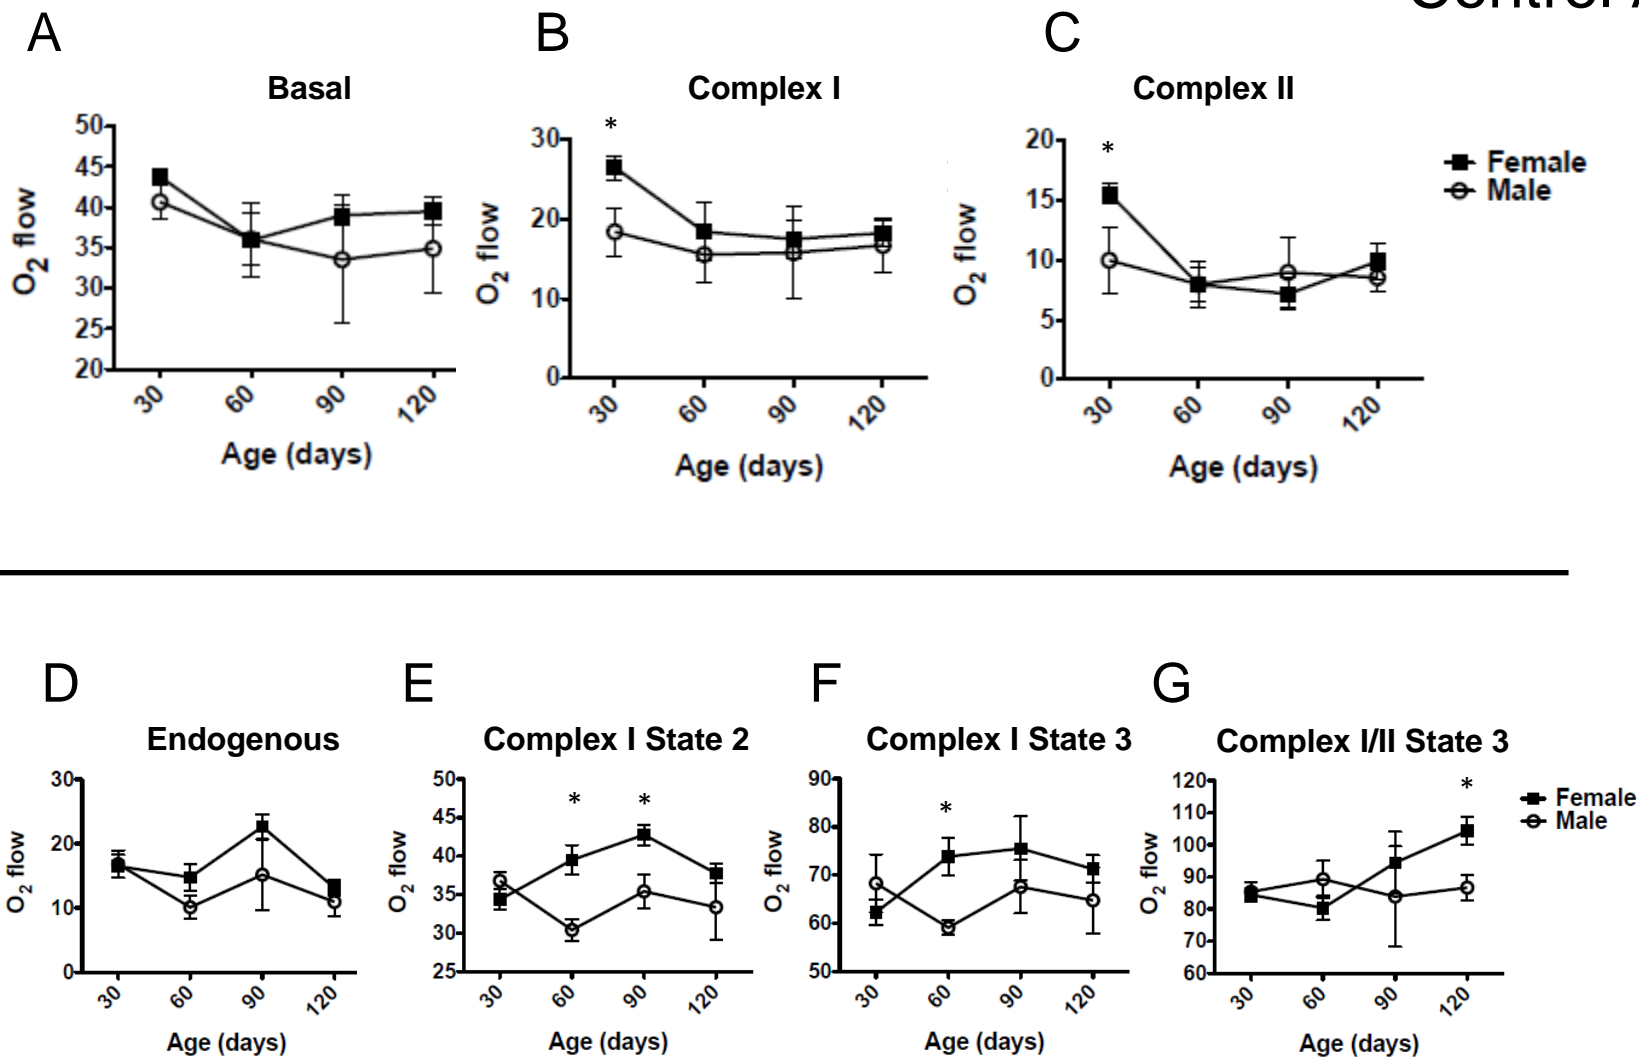 A
B
C
Basal
Complex I
Complex II
50
45
40
35
30
25
20
O2 flow
30
60
90
120
Age (days)
*
30
20
10
0
O2 flow
30
60
90
120
Age (days)
*
20
15
10
5
0
O2 flow
30
60
90
120
Age (days)
Female
Male
D
E
F
G
Endogenous
Complex I State 2
Complex I State 3
Complex I/II State 3
30
20
10
0
O2 flow
30
60
90
120
Age (days)
* *
50
45
40
35
30
25
O2 flow
30
60
90
120
Age (days)
*
90
80
70
60
50
O2 flow
30
60
90
120
Age (days)
*
120
110
100
90
80
70
60
O2 flow
30
60
90
120
Age (days)
Female
Male